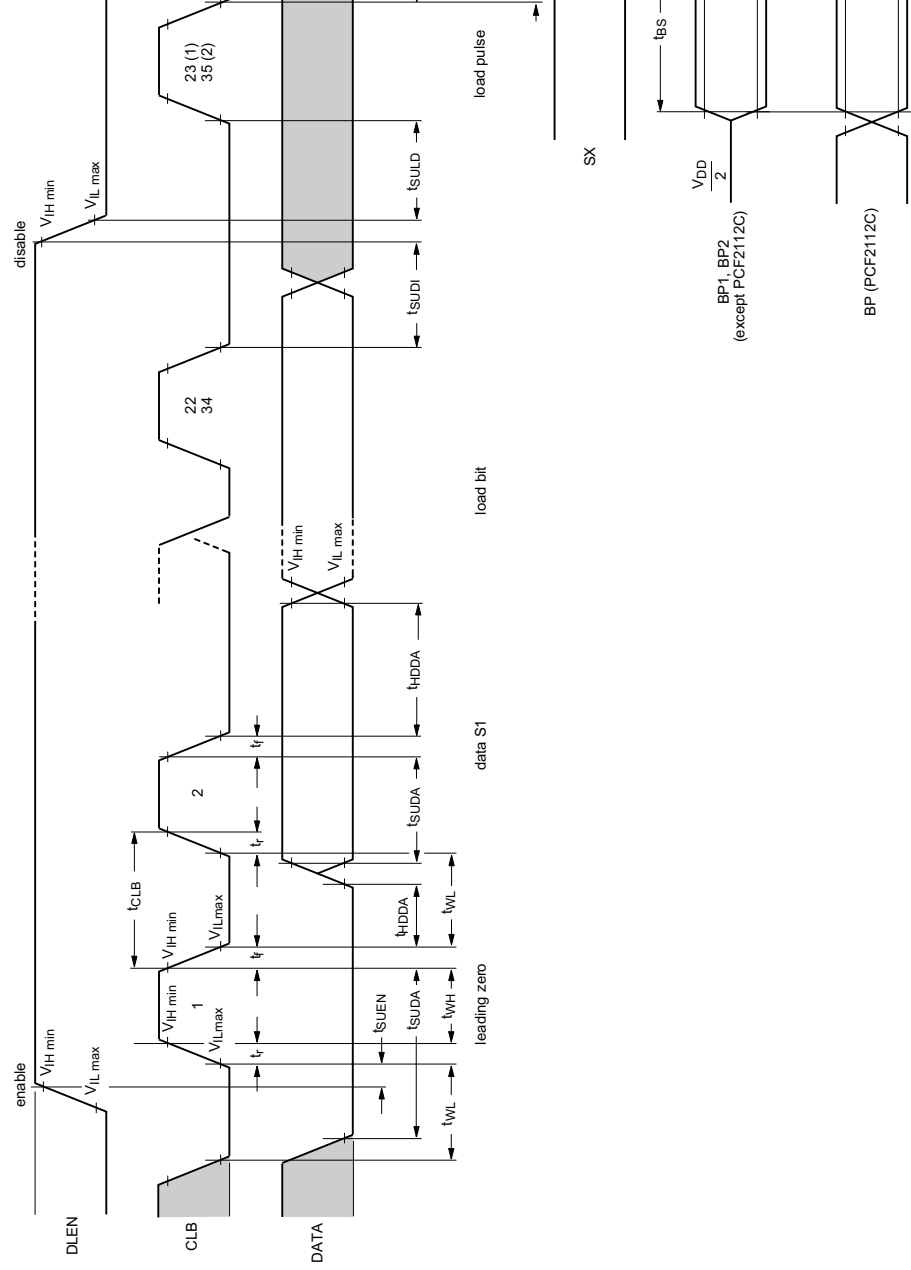 DLEN
enable
V_IH min
V_IL max
disable
V_IH min
V_IL max
CLB
V_IH min
1
V_ILmax
V_IH min
V_ILmax
t_CLB
2
22
34
23 (1)
35 (2)
t_r
t_f
t_r
t_f
DATA
V_IH min
V_IL max
t_SUEN
t_SUDA
t_HDDA
t_SUDA
t_HDDA
t_SUDI
t_SULD
t_WL
t_WH
t_WL
leading zero
data S1
load bit
load pulse
SX
t_BS
V_DD
2
BP1, BP2
(except PCF2112C)
BP (PCF2112C)